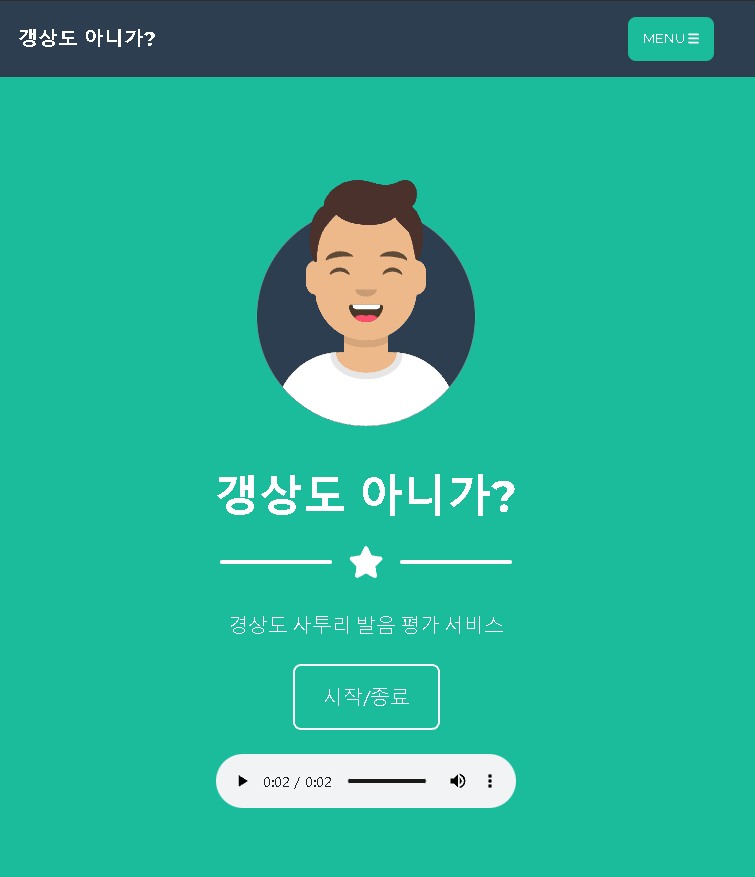 갱상도 아니가?
MENU
갱상도 아니가?
경상도 사투리 발음 평가 서비스
시작/종료
0:02 / 0:02